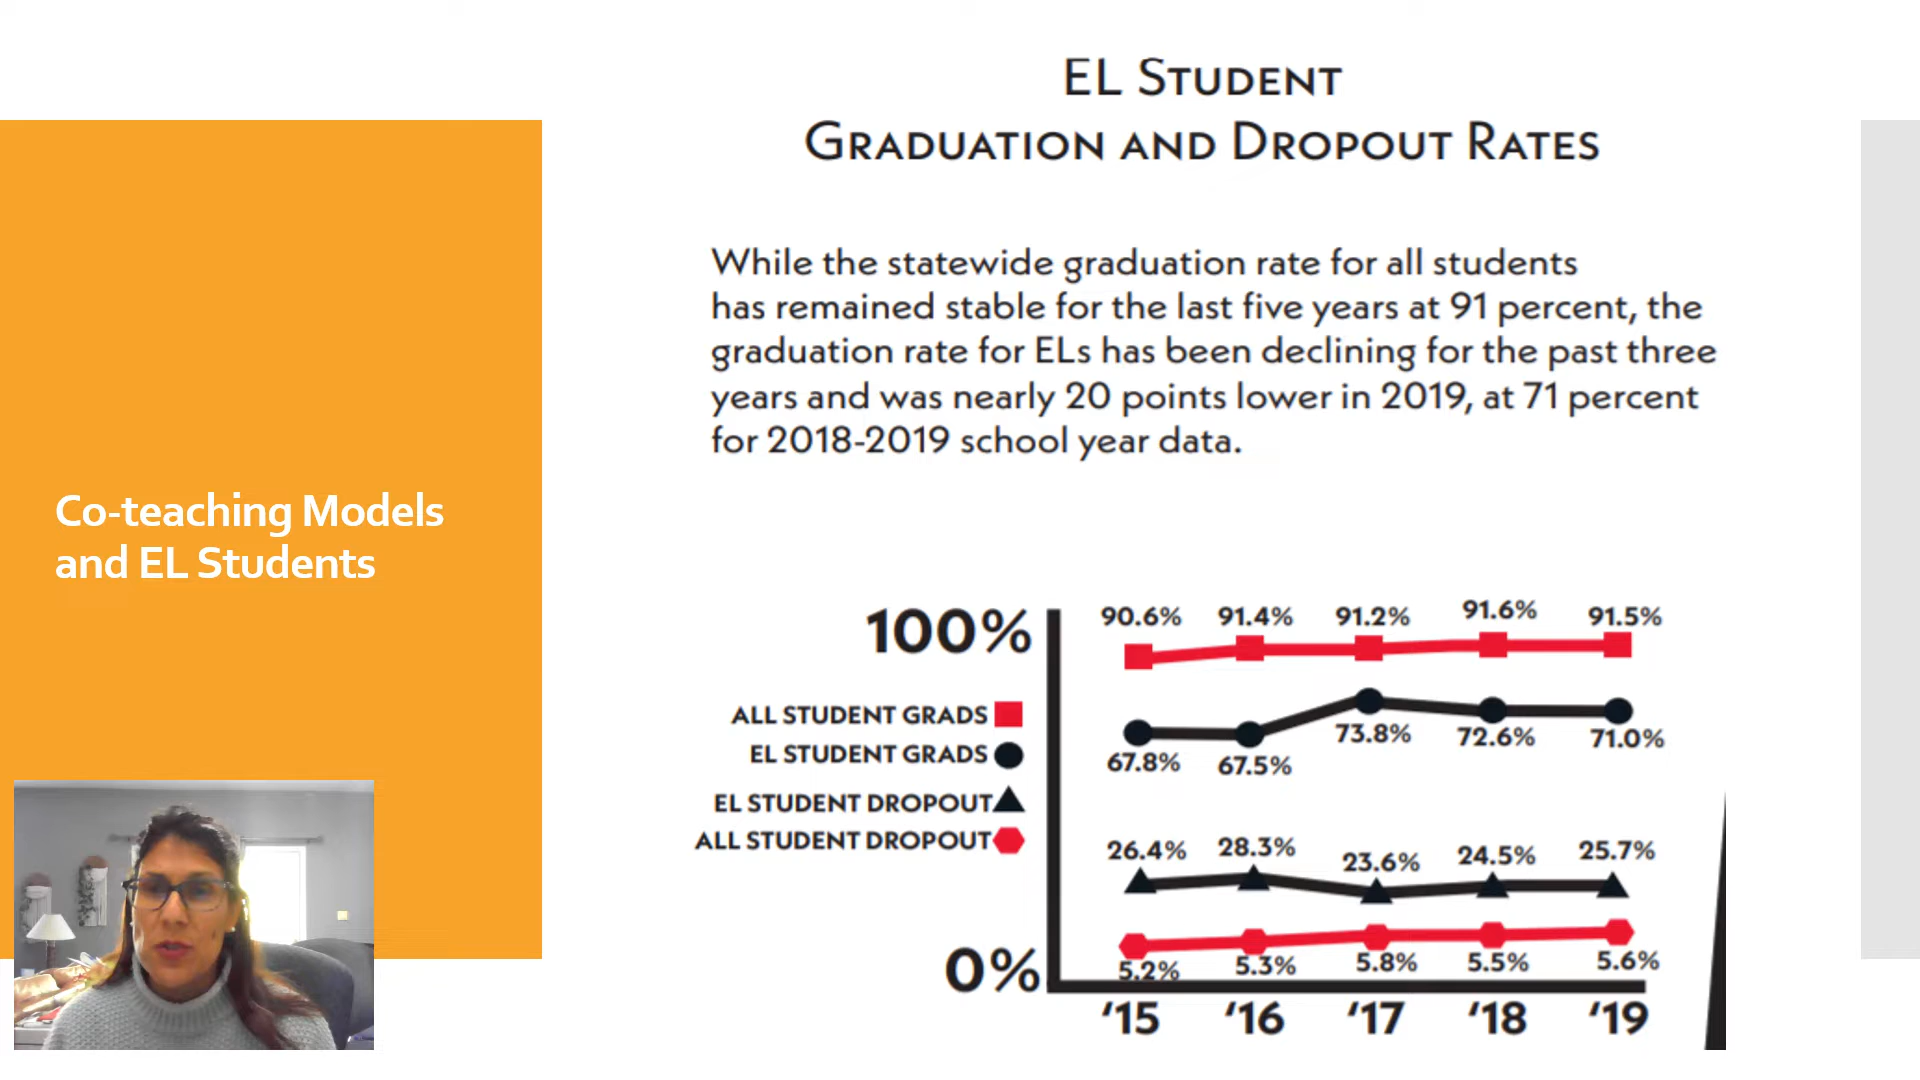 EL Student
Graduation and Dropout Rates
While the statewide graduation rate for all students
has remained stable for the last five years at 91 percent, the
graduation rate for ELs has been declining for the past three
years and was nearly 20 points lower in 2019, at 71 percent
for 2018-2019 school year data.
Co-teaching Models
and EL Students
100%
90.6% 91.4% 91.2% 91.6% 91.5%
ALL STUDENT GRADS
EL STUDENT GRADS
67.8% 67.5% 73.8% 72.6% 71.0%
EL STUDENT DROPOUT
ALL STUDENT DROPOUT
26.4% 28.3% 23.6% 24.5% 25.7%
0%
5.2% 5.3% 5.8% 5.5% 5.6%
'15 '16 '17 '18 '19